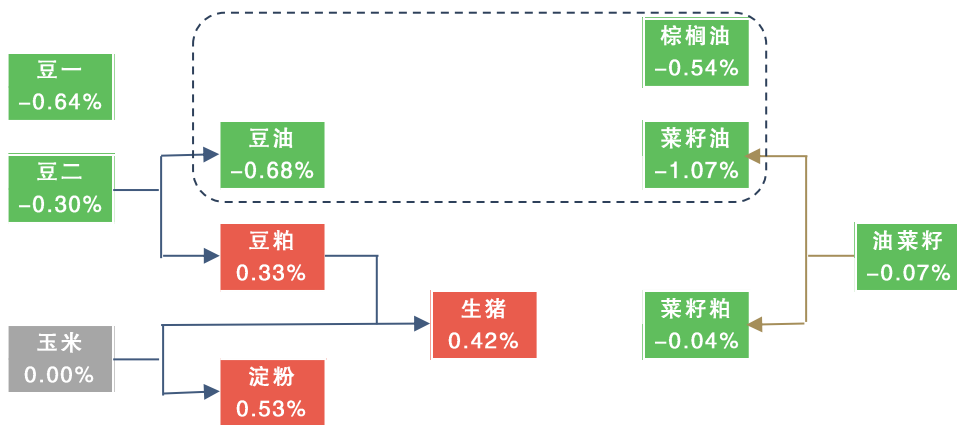 棕榈油
-0.54%
豆一
-0.64%
豆油
-0.68%
菜籽油
-1.07%
豆二
-0.30%
豆粕
0.33%
油菜籽
-0.07%
生猪
0.42%
菜籽粕
-0.04%
玉米
0.00%
淀粉
0.53%